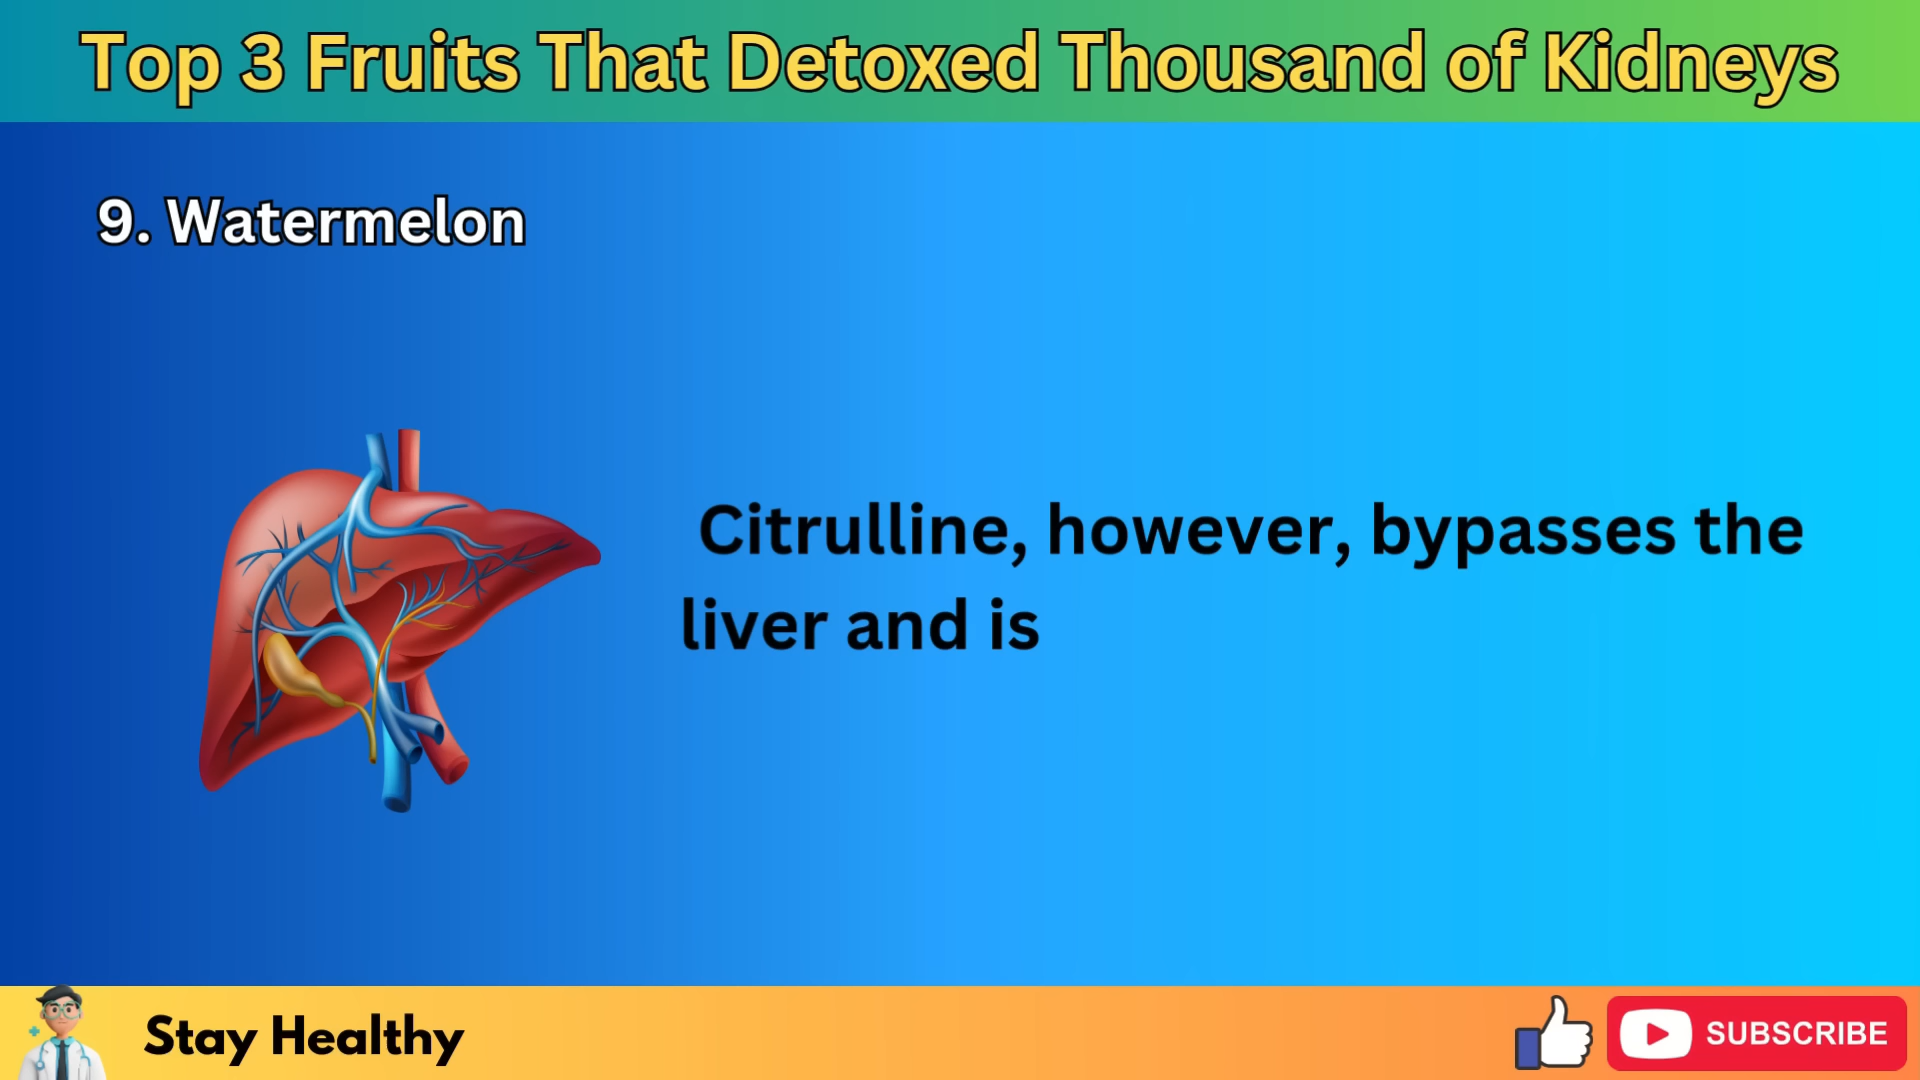 Top 3 Fruits That Detoxed Thousand of Kidneys
9. Watermelon
Citrulline, however, bypasses the
liver and is
Stay Healthy
SUBSCRIBE